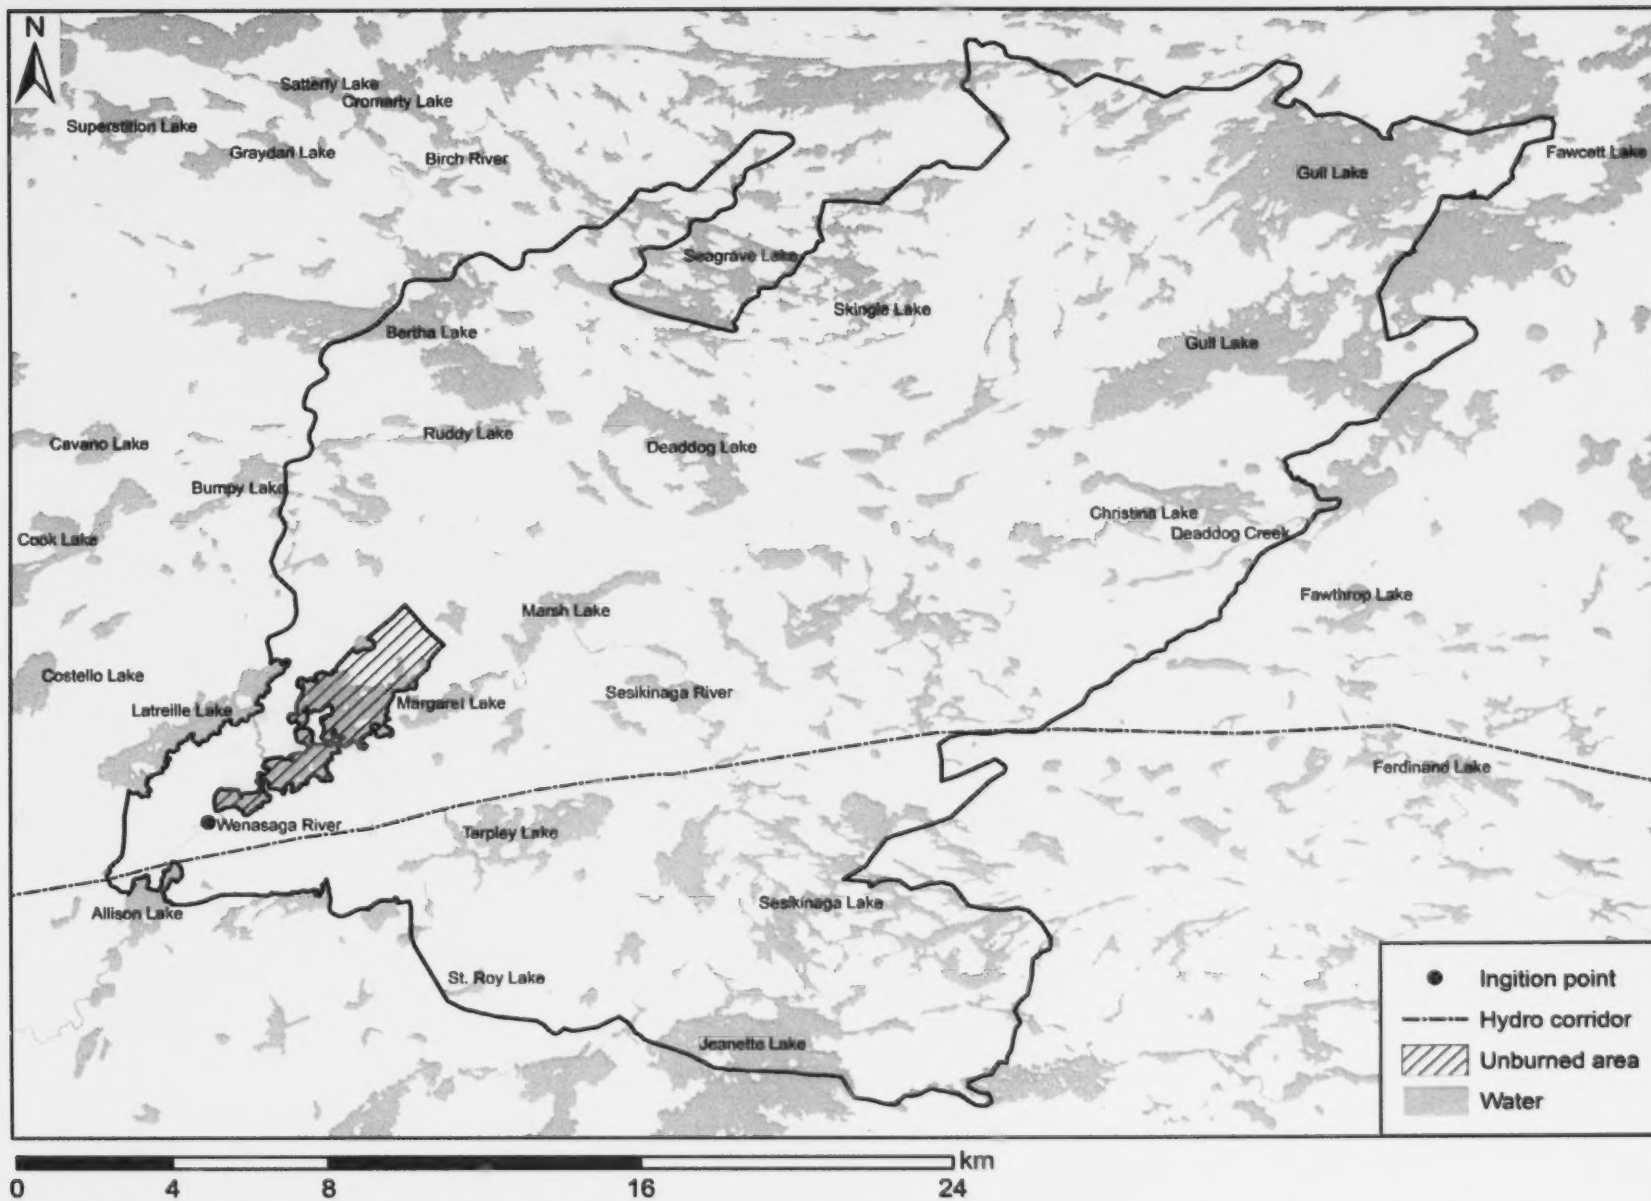 N
Satterly Lake
Cromarty Lake
Superstition Lake
Graydan Lake
Birch River
Fawcett Lake
Gull Lake
Seagrave Lake
Skingle Lake
Bertha Lake
Gull Lake
Ruddy Lake
Cavano Lake
Deaddog Lake
Bumpy Lake
Christina Lake
Deaddog Creek
Cook Lake
Fawthrop Lake
Marsh Lake
Costello Lake
Sesikinaga River
Margaret Lake
Latreille Lake
Ferdinand Lake
Wenasaga River
Tarpley Lake
Allison Lake
Sesikinaga Lake
St. Roy Lake
Jeanette Lake
Ingition point
Hydro corridor
Unburned area
Water
km
0 4 8 16 24